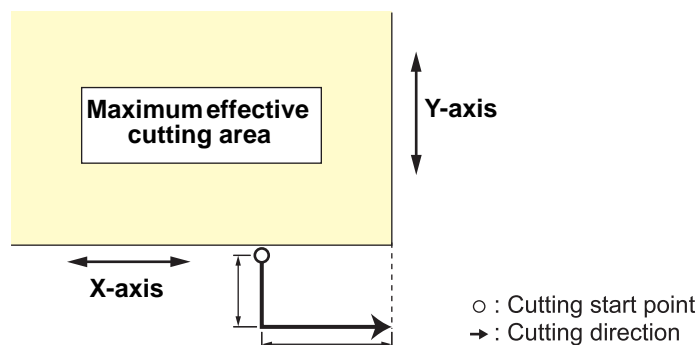 Maximum effective
cutting area
Y-axis
X-axis
: Cutting start point
: Cutting direction